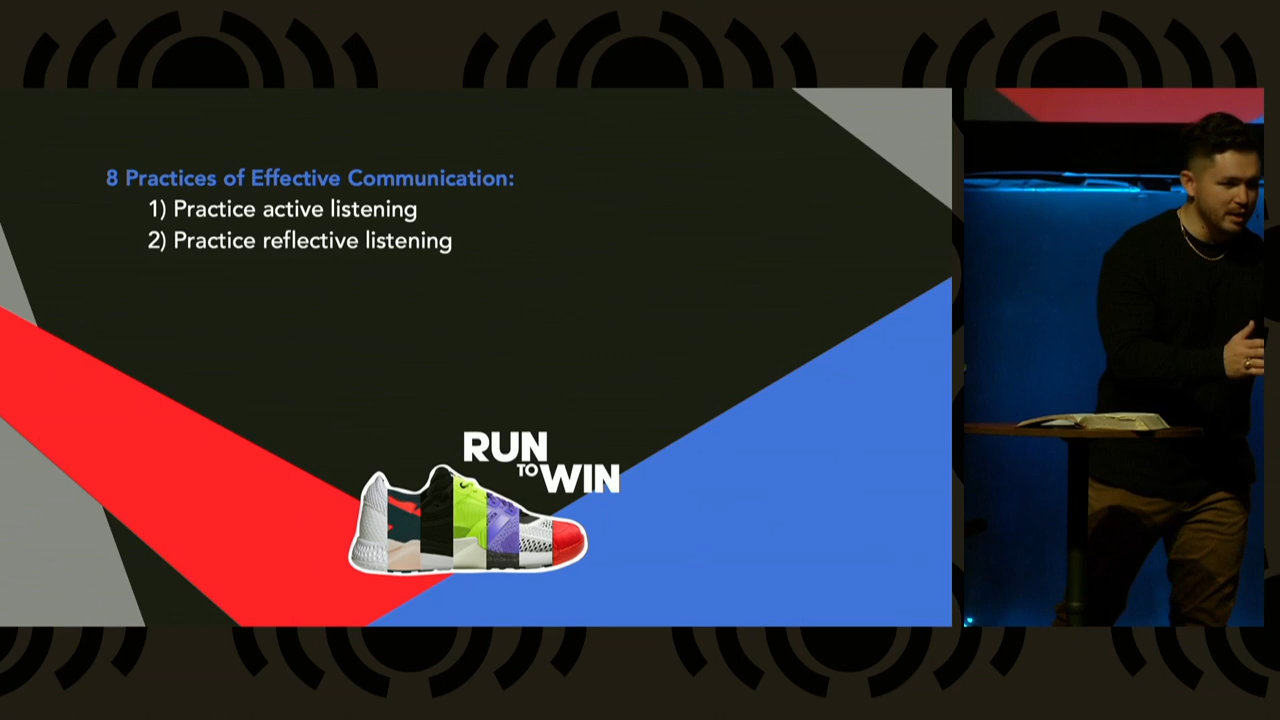 8 Practices of Effective Communication:
1) Practice active listening
2) Practice reflective listening
RUN
TO WIN